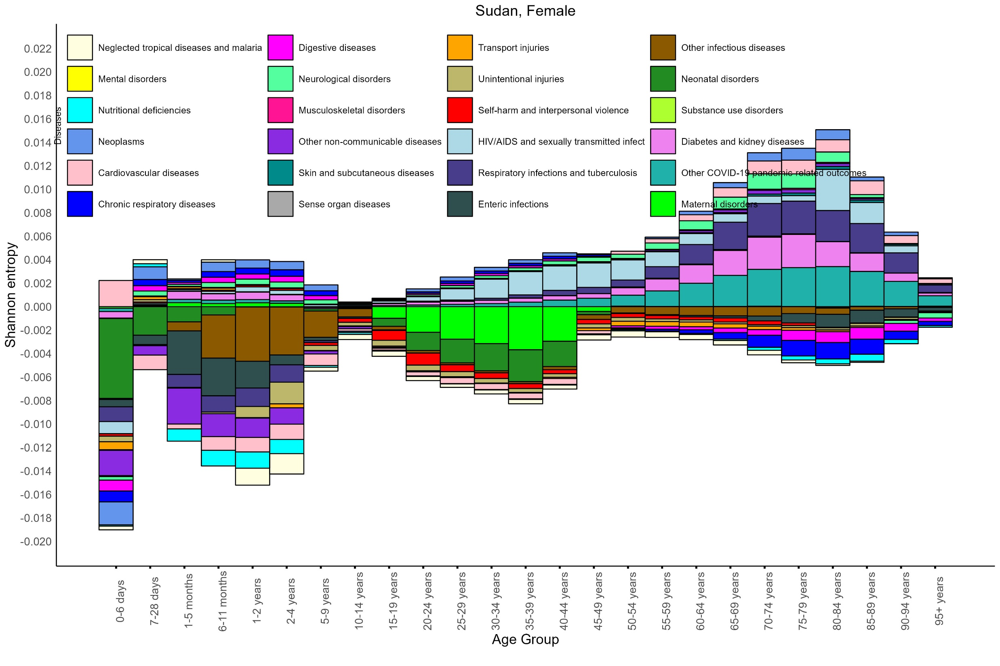 Sudan, Female
Shannon entropy
0.022
0.020
0.018
0.016
0.014
0.012
0.010
0.008
0.006
0.004
0.002
0.000
-0.002
-0.004
-0.006
-0.008
-0.010
-0.012
-0.014
-0.016
-0.018
-0.020
Diseases
Neglected tropical diseases and malaria
Mental disorders
Nutritional deficiencies
Neoplasms
Cardiovascular diseases
Chronic respiratory diseases
Digestive diseases
Neurological disorders
Musculoskeletal disorders
Other non-communicable diseases
Skin and subcutaneous diseases
Sense organ diseases
Transport injuries
Unintentional injuries
Self-harm and interpersonal violence
HIV/AIDS and sexually transmitted infect
Respiratory infections and tuberculosis
Enteric infections
Other infectious diseases
Neonatal disorders
Substance use disorders
Diabetes and kidney diseases
Other COVID-19 pandemic related outcomes
Maternal disorders
0-6 days
7-28 days
1-5 months
6-11 months
1-2 years
2-4 years
5-9 years
10-14 years
15-19 years
20-24 years
25-29 years
30-34 years
35-39 years
40-44 years
45-49 years
50-54 years
55-59 years
60-64 years
65-69 years
70-74 years
75-79 years
80-84 years
85-89 years
90-94 years
95+ years
Age Group